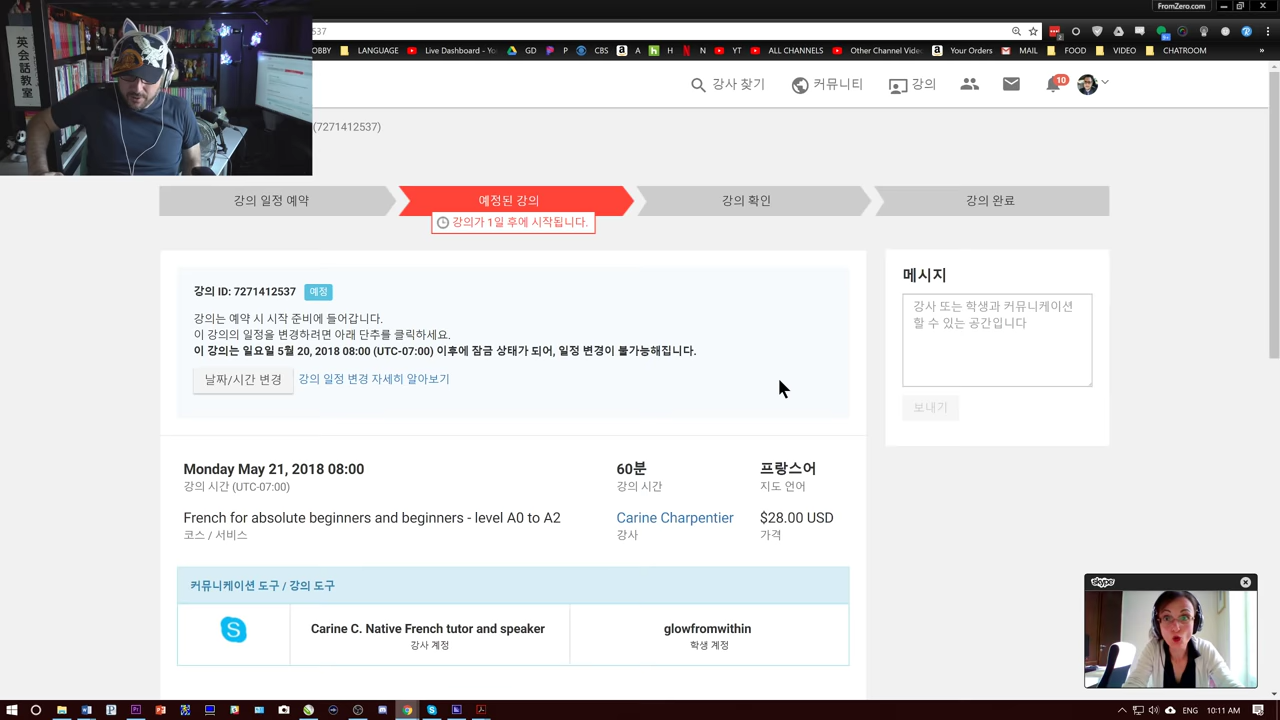 FromZero.com
537
OBBY LANGUAGE Live Dashboard - Yo GD P CBS A H N YT ALL CHANNELS Other Channel Video Your Orders MAIL FOOD VIDEO CHATROOM »
英会話教室
강사 찾기 커뮤니티 강의 10
(7271412537)
강의 일정 예약 예정된 강의 강의 확인 강의 완료
강의가 1일 후에 시작됩니다.
강의 ID: 7271412537 예정
강의는 예약 시 시작 준비에 들어갑니다.
이 강의의 일정을 변경하려면 아래 단추를 클릭하세요.
이 강의는 일요일 5월 20, 2018 08:00 (UTC-07:00) 이후에 잠금 상태가 되어, 일정 변경이 불가능해집니다.
날짜/시간 변경 강의 일정 변경 자세히 알아보기
메시지
강사 또는 학생과 커뮤니케이션
할 수 있는 공간입니다
보내기
Monday May 21, 2018 08:00 60분 프랑스어
강의 시간 (UTC-07:00) 강의 시간 지도 언어
French for absolute beginners and beginners - level A0 to A2 Carine Charpentier $28.00 USD
코스 / 서비스 강사 가격
커뮤니케이션 도구 / 강의 도구
Carine C. Native French tutor and speaker glowfromwithin
강사 계정 학생 계정
skype
10:11 AM